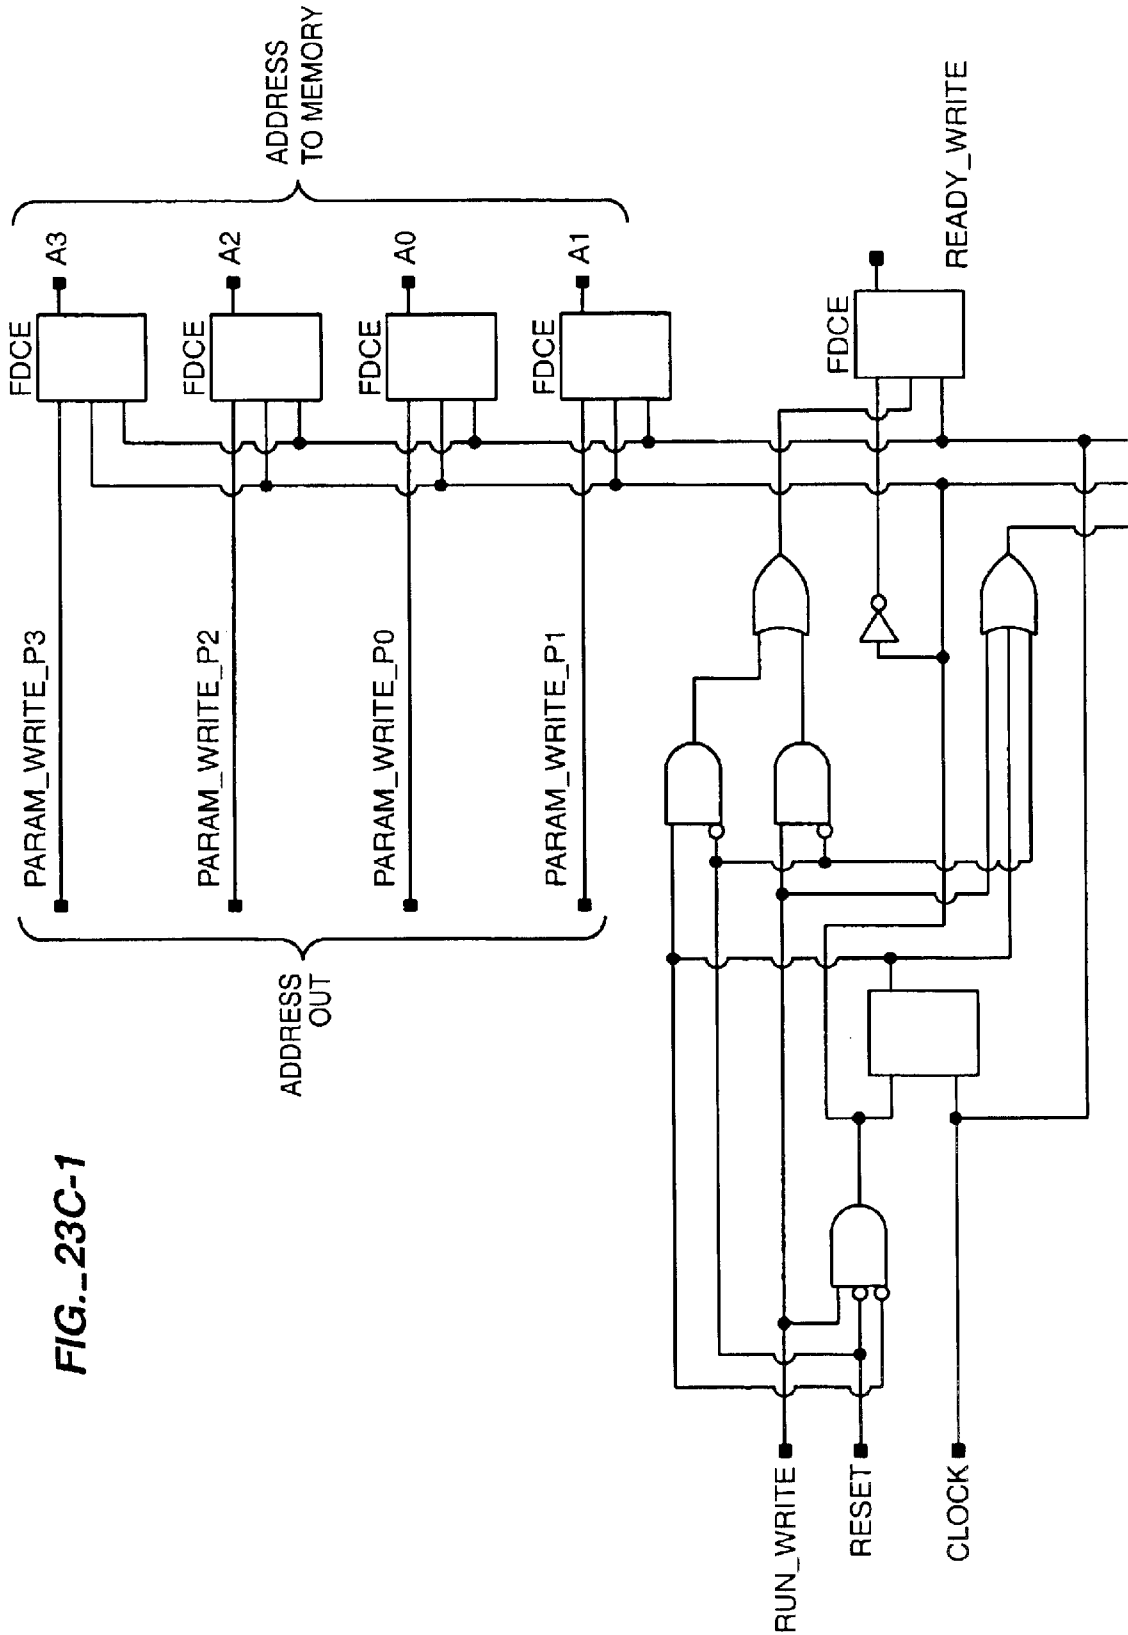 FIG._23C-1
ADDRESS
OUT
PARAM_WRITE_P3
FDCE
A3
PARAM_WRITE_P2
FDCE
A2
PARAM_WRITE_P0
FDCE
A0
PARAM_WRITE_P1
FDCE
A1
ADDRESS
TO MEMORY
RUN_WRITE
RESET
CLOCK
FDCE
READY_WRITE